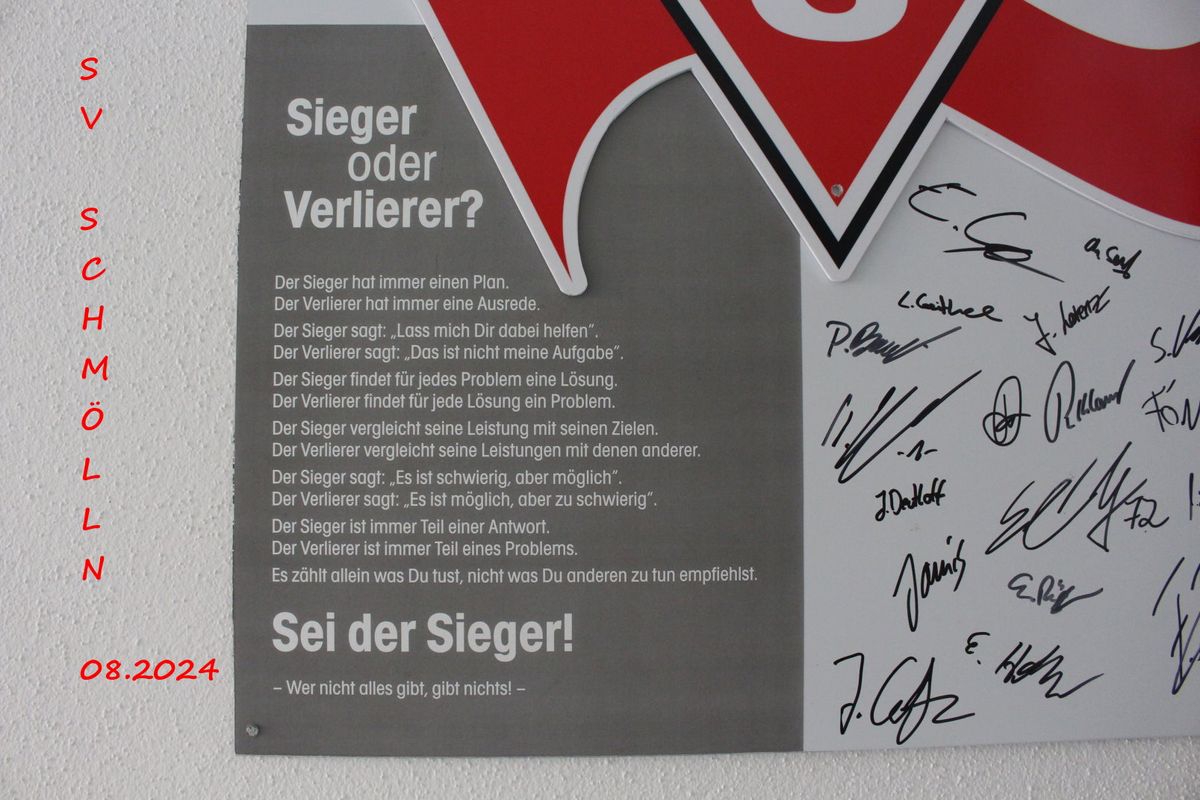 SV SCHMÖLLN
08.2024
Sieger
oder
Verlierer?
Der Sieger hat immer einen Plan.
Der Verlierer hat immer eine Ausrede.
Der Sieger sagt: „Lass mich Dir dabei helfen“.
Der Verlierer sagt: „Das ist nicht meine Aufgabe“.
Der Sieger findet für jedes Problem eine Lösung.
Der Verlierer findet für jede Lösung ein Problem.
Der Sieger vergleicht seine Leistung mit seinen Zielen.
Der Verlierer vergleicht seine Leistungen mit denen anderer.
Der Sieger sagt: „Es ist schwierig, aber möglich“.
Der Verlierer sagt: „Es ist möglich, aber zu schwierig“.
Der Sieger ist immer Teil einer Antwort.
Der Verlierer ist immer Teil eines Problems.
Es zählt allein was Du tust, nicht was Du anderen zu tun empfiehlst.
Sei der Sieger!
– Wer nicht alles gibt, gibt nichts! –
J. Lorenz
-1-
72
Janis